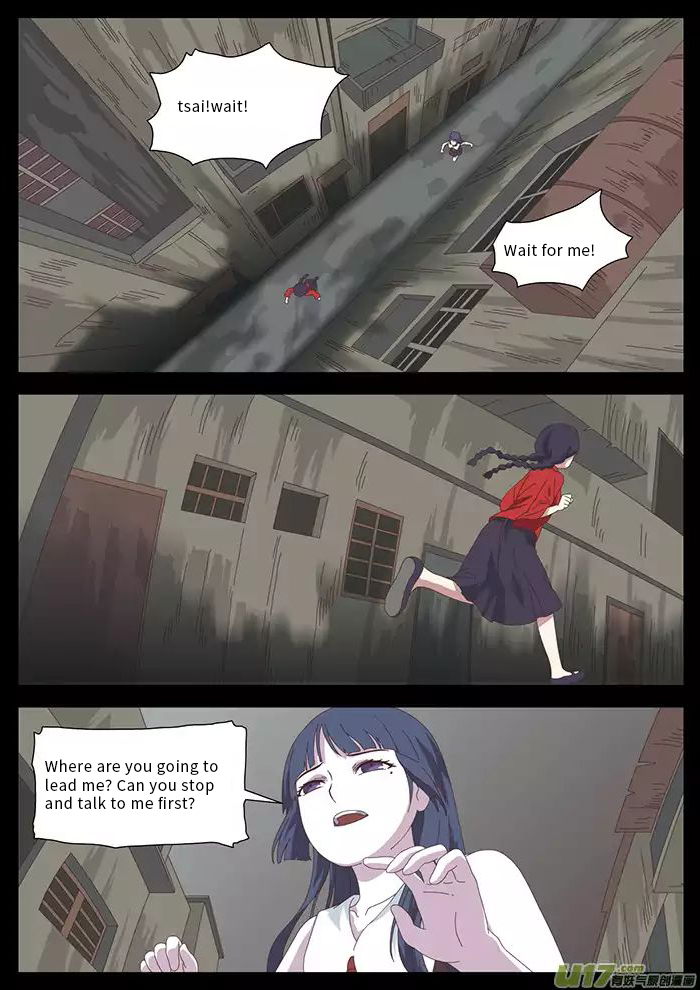 tsai!wait!
Wait for me!
Where are you going to
lead me? Can you stop
and talk to me first?
U17.com
有妖气原创漫画